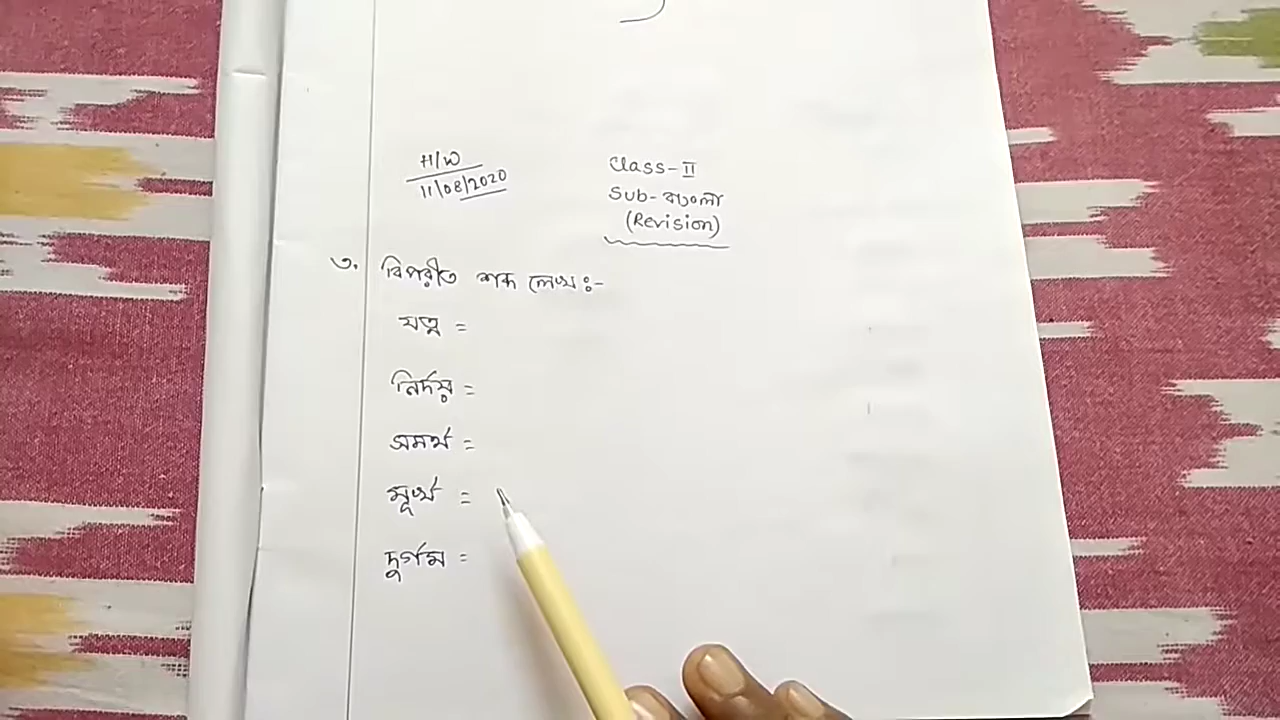 H/W
11/08/2020
Class-II
Sub-বাংলা
(Revision)
৩. বিপরীত শব্দ লেখঃ-
যত্ন =
নির্দয় =
সমর্থ =
মূর্খ =
দুর্গম =